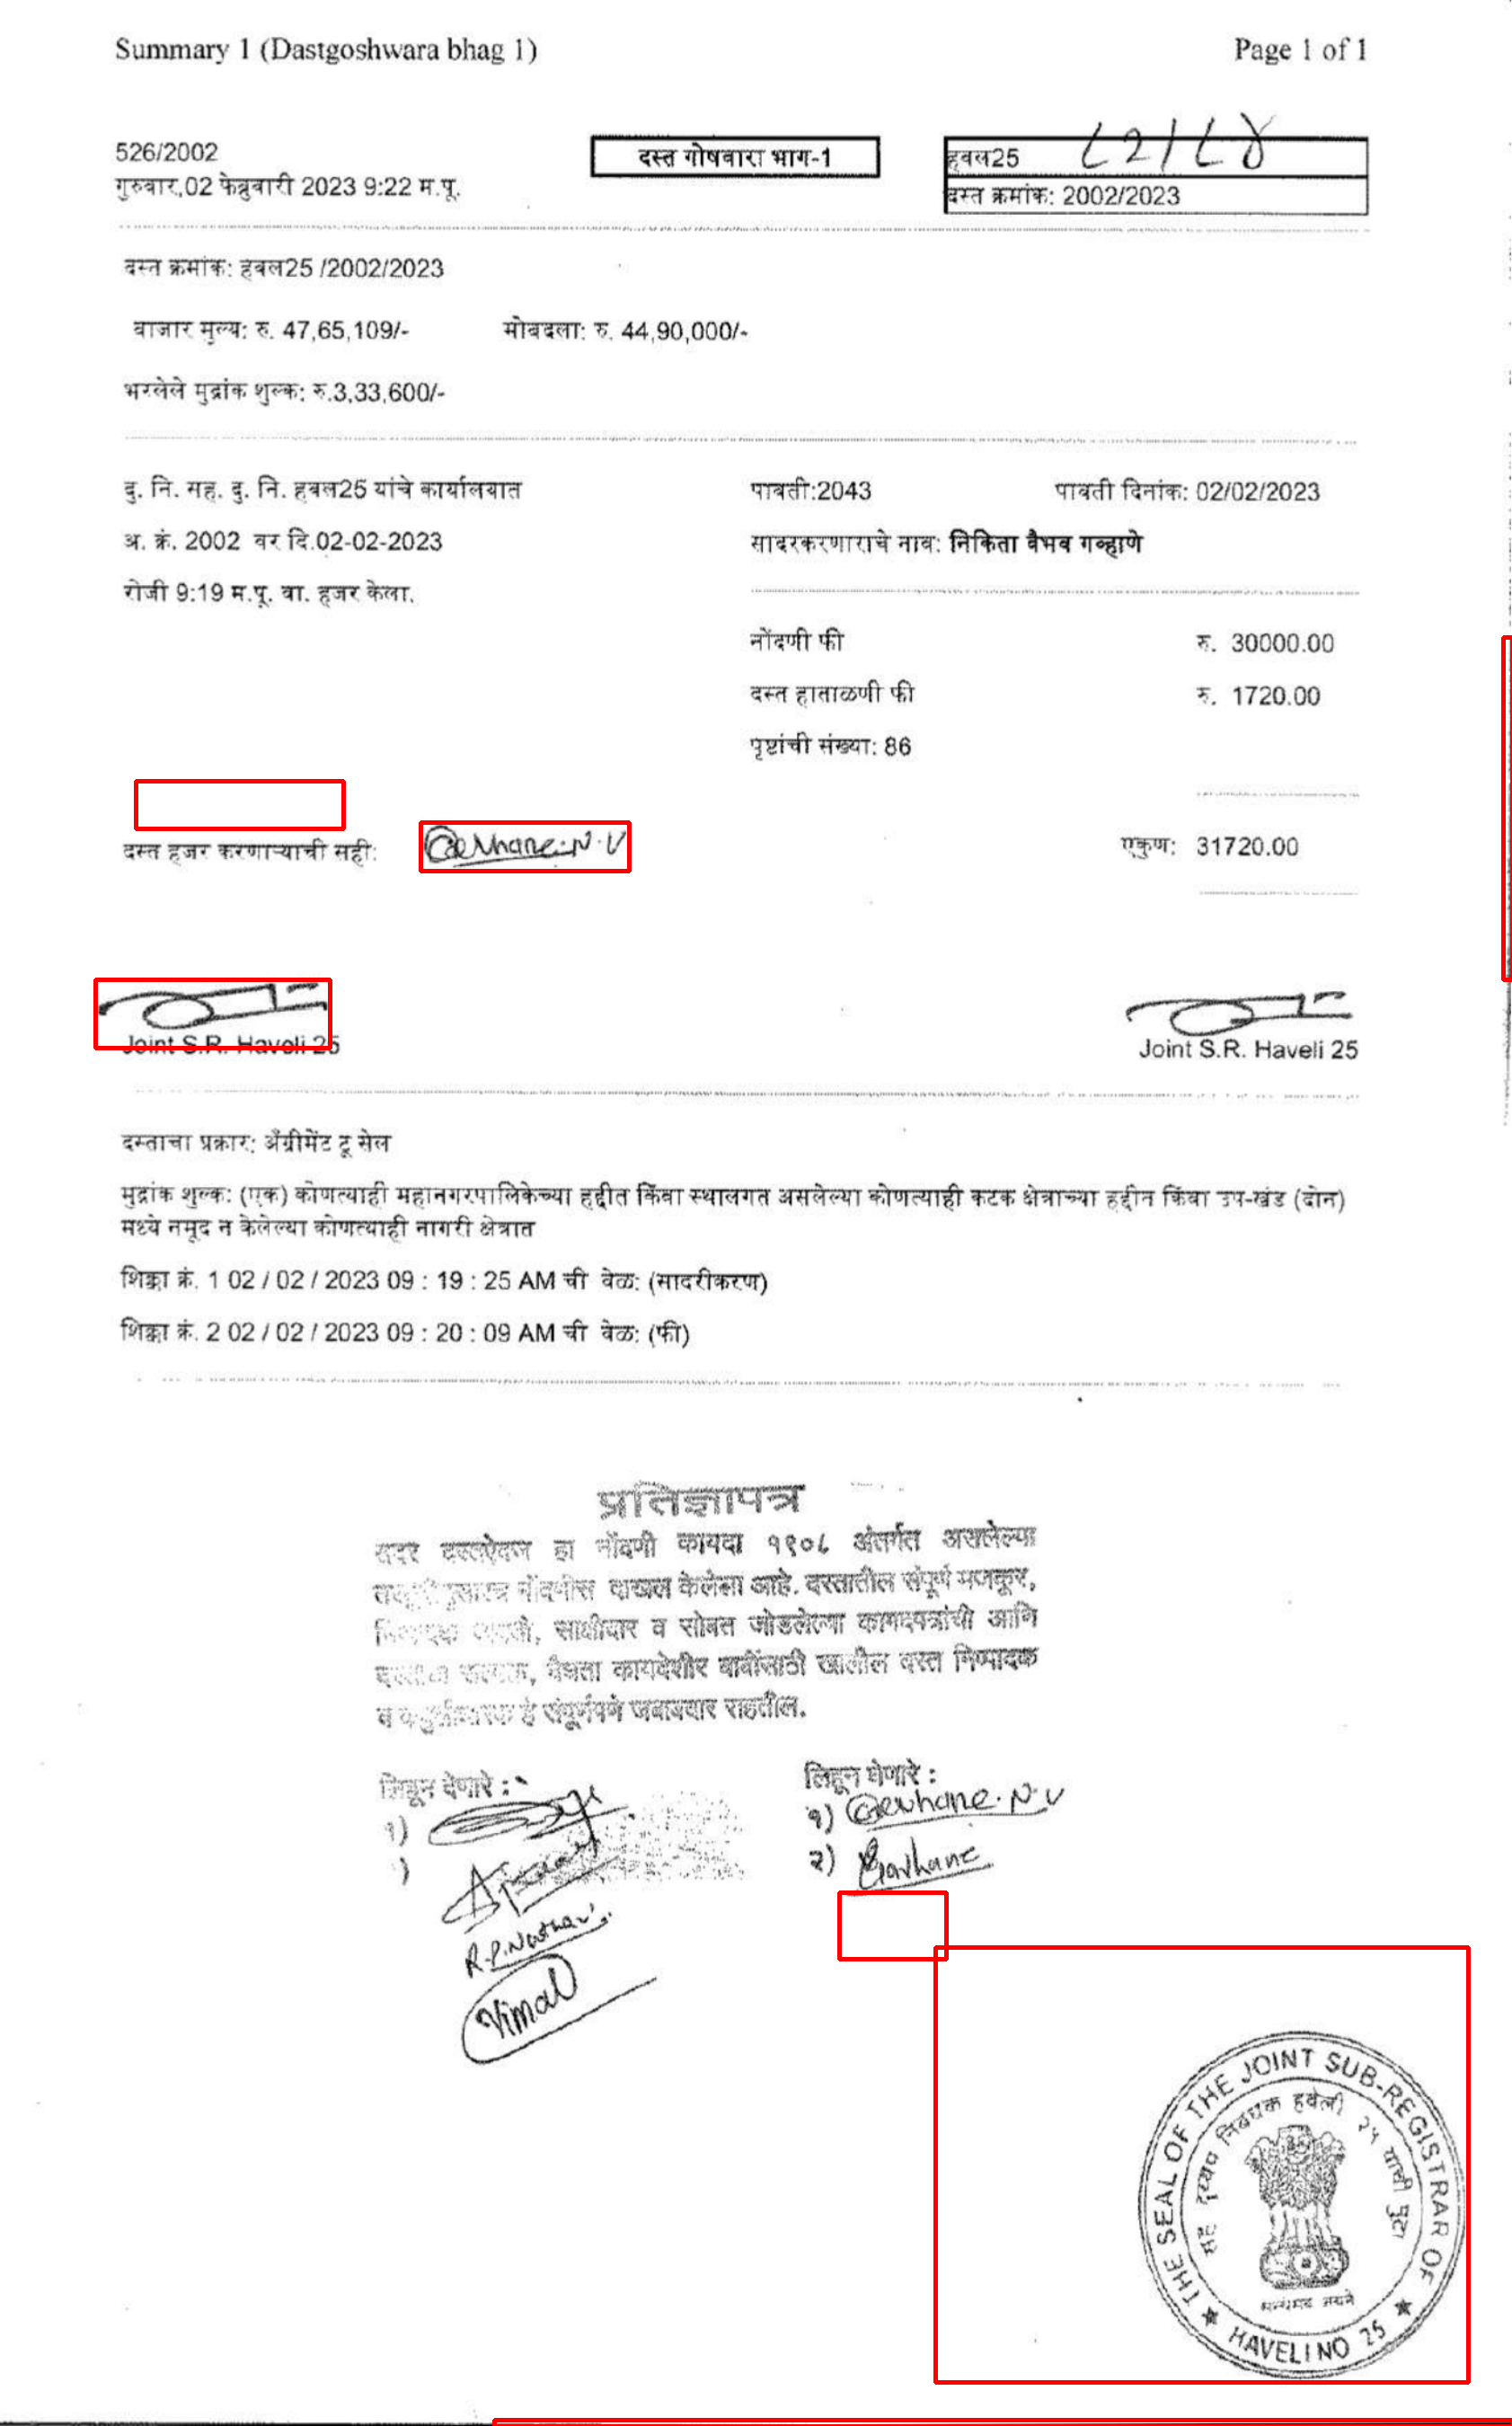 Summary 1 (Dastgoshwara bhag 1)
Page 1 of 1
526/2002
गुरुवार,02 फेब्रुवारी 2023 9:22 म.पू.
दस्त गोषवारा भाग-1
हवल25
८२/८४
दस्त क्रमांक: 2002/2023
दस्त क्रमांक: हवल25 /2002/2023
बाजार मुल्य: रु. 47,65,109/- मोबदला: रु. 44,90,000/-
भरलेले मुद्रांक शुल्क: रु.3,33,600/-
दु. नि. सह. दु. नि. हवल25 यांचे कार्यालयात
अ. क्रं. 2002 वर दि.02-02-2023
रोजी 9:19 म.पू. वा. हजर केला.
पावती:2043 पावती दिनांक: 02/02/2023
सादरकरणाराचे नाव: निकिता वैभव गव्हाणे
नोंदणी फी रु. 30000.00
दस्त हाताळणी फी रु. 1720.00
पृष्टांची संख्या: 86
दस्त हजर करणाऱ्याची सही:
Gavhane.N.V
एकुण: 31720.00
Joint S.R. Haveli 25
Joint S.R. Haveli 25
दस्ताचा प्रकार: अँग्रीमेंट टू सेल
मुद्रांक शुल्क: (एक) कोणत्याही महानगरपालिकेच्या हद्दीत किंवा स्थालगत असलेल्या कोणत्याही कटक क्षेत्राच्या हद्दीत किंवा उप-खंड (दोन)
मध्ये नमूद न केलेल्या कोणत्याही नागरी क्षेत्रात
शिक्का क्रं. 1 02 / 02 / 2023 09 : 19 : 25 AM ची वेळ: (सादरीकरण)
शिक्का क्रं. 2 02 / 02 / 2023 09 : 20 : 09 AM ची वेळ: (फी)
प्रतिज्ञापत्र
सदर दस्तऐवज हा नोंदणी कायदा १९०८ अंतर्गत असलेल्या
नोंदणीस दाखल केलेला आहे. दस्तातील संपूर्ण मजकूर,
साक्षीदार व सोबत जोडलेल्या कागदपत्रांची आणि
वैधता कायदेशीर बाबींसाठी खालील दस्त निष्पादक
व हे संपूर्णपणे जबाबदार राहतील.
लिहून देणारे :
१)
)
R.P.
Vimal
लिहून घेणारे :
१) Gavhane.N.V
२) Gavhane
THE SEAL OF THE JOINT SUB-REGISTRAR OF
HAVELI NO 25
सह दुय्यम निबंधक हवेली २५ यांची मुद्रा
सत्यमेव जयते